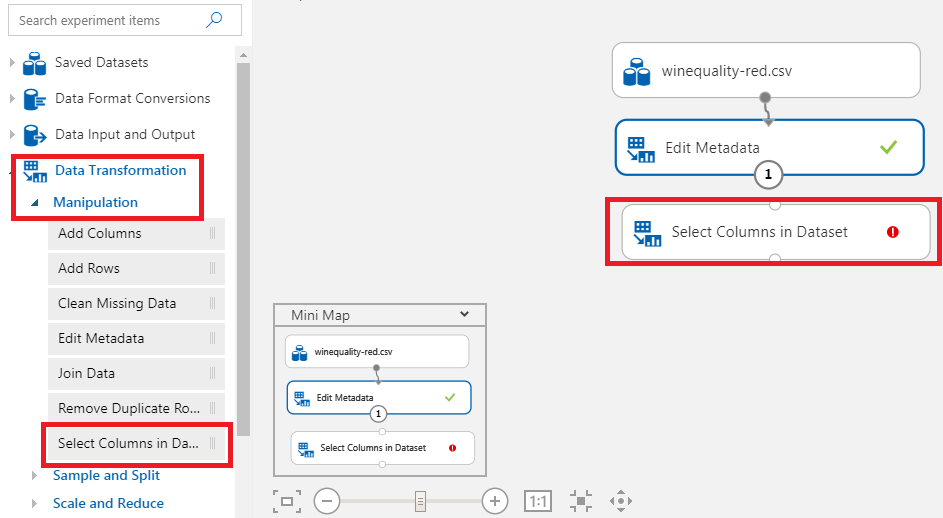 Search experiment items
Saved Datasets
Data Format Conversions
Data Input and Output
Data Transformation
Manipulation
Add Columns
Add Rows
Clean Missing Data
Edit Metadata
Join Data
Remove Duplicate Ro...
Select Columns in Da...
Sample and Split
Scale and Reduce
winequality-red.csv
Edit Metadata
1
Select Columns in Dataset
Mini Map
winequality-red.csv
Edit Metadata
1
Select Columns in Dataset
1:1